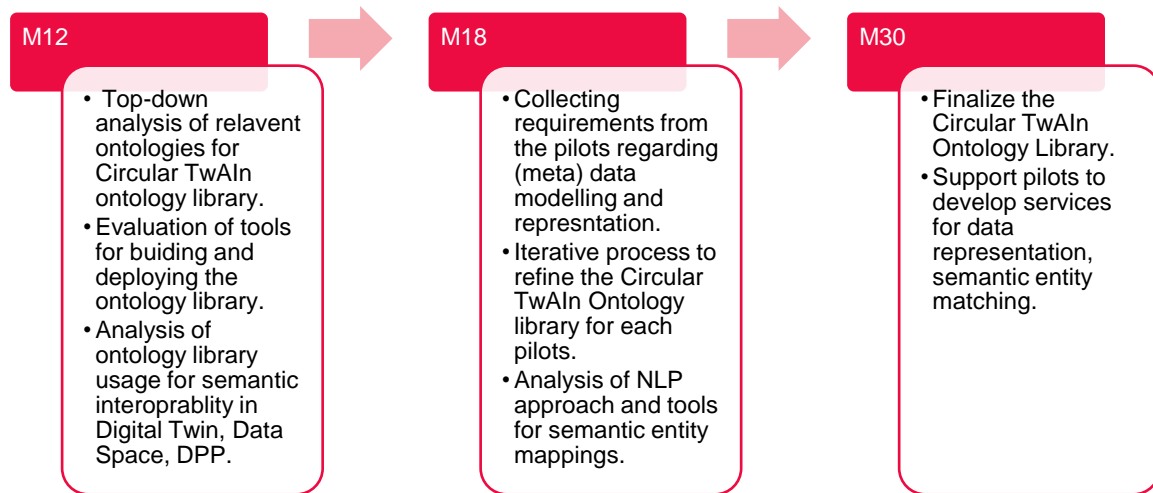 M12
• Top-down
analysis of relavent
ontologies for
Circular TwAIn
ontology library.
• Evaluation of tools
for buiding and
deploying the
ontology library.
• Analysis of
ontology library
usage for semantic
interoprablity in
Digital Twin, Data
Space, DPP.
M18
• Collecting
requirements from
the pilots regarding
(meta) data
modelling and
represntation.
• Iterative process to
refine the Circular
TwAIn Ontology
library for each
pilots.
• Analysis of NLP
approach and tools
for semantic entity
mappings.
M30
• Finalize the
Circular TwAIn
Ontology Library.
• Support pilots to
develop services
for data
representation,
semantic entity
matching.